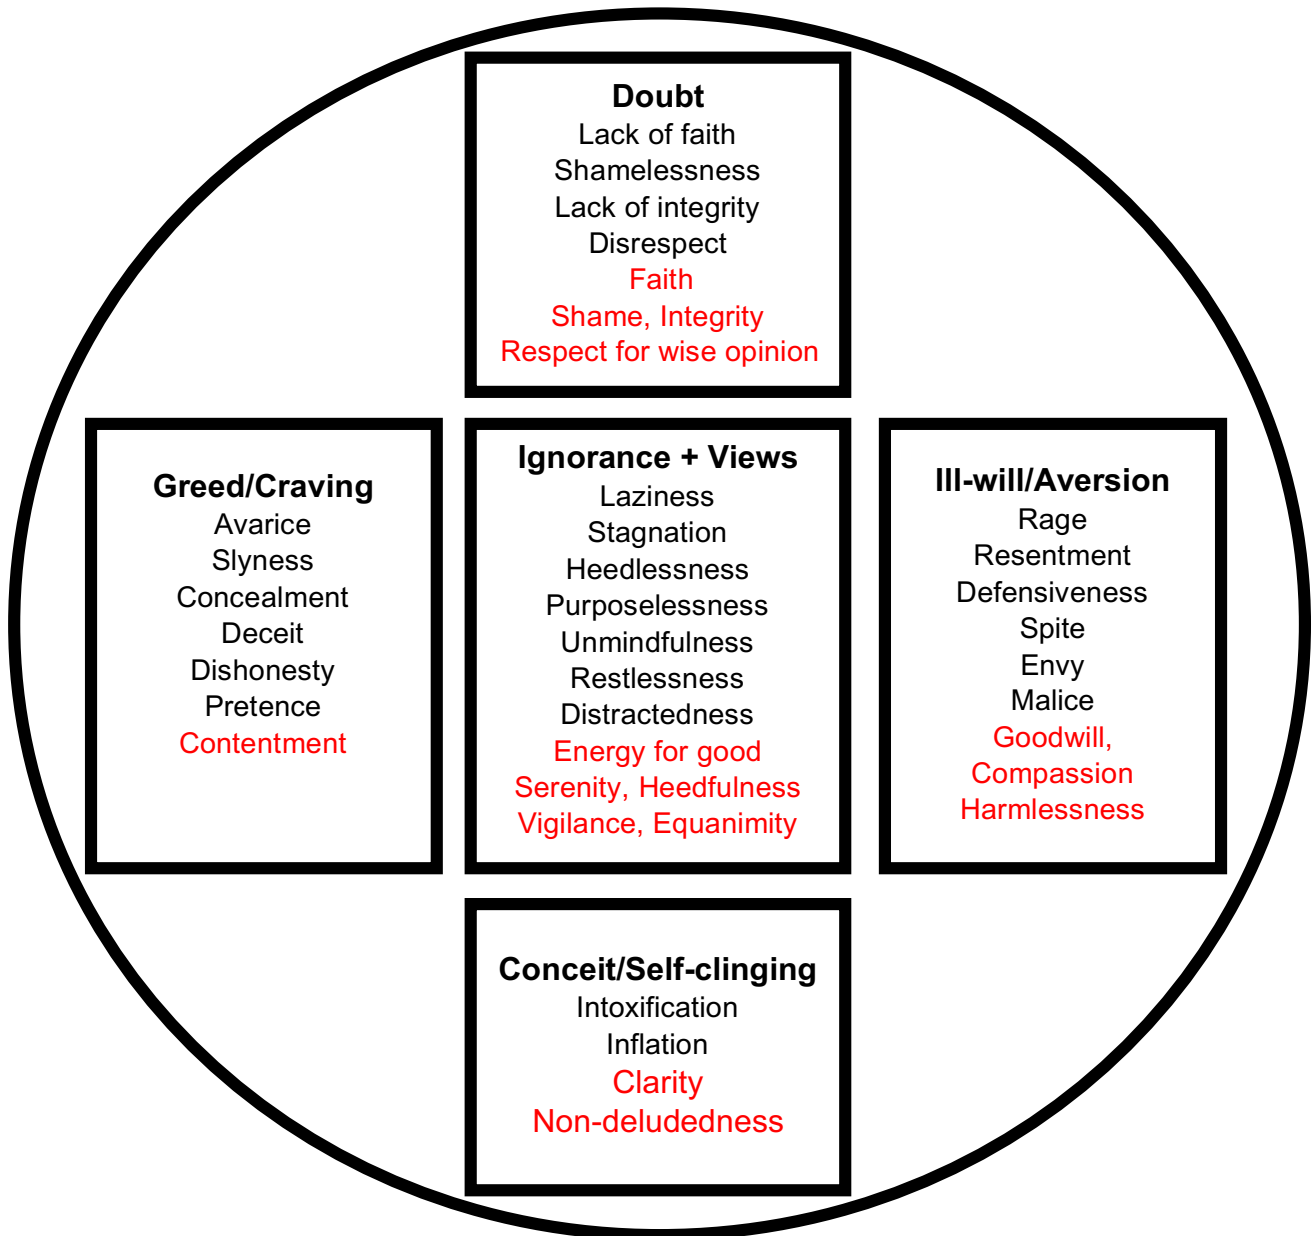 Doubt
Lack of faith
Shamelessness
Lack of integrity
Disrespect
Faith
Shame, Integrity
Respect for wise opinion
Greed/Craving
Avarice
Slyness
Concealment
Deceit
Dishonesty
Pretence
Contentment
Ignorance + Views
Laziness
Stagnation
Heedlessness
Purposelessness
Unmindfulness
Restlessness
Distractedness
Energy for good
Serenity, Heedfulness
Vigilance, Equanimity
Ill-will/Aversion
Rage
Resentment
Defensiveness
Spite
Envy
Malice
Goodwill,
Compassion
Harmlessness
Conceit/Self-clinging
Intoxification
Inflation
Clarity
Non-deludedness